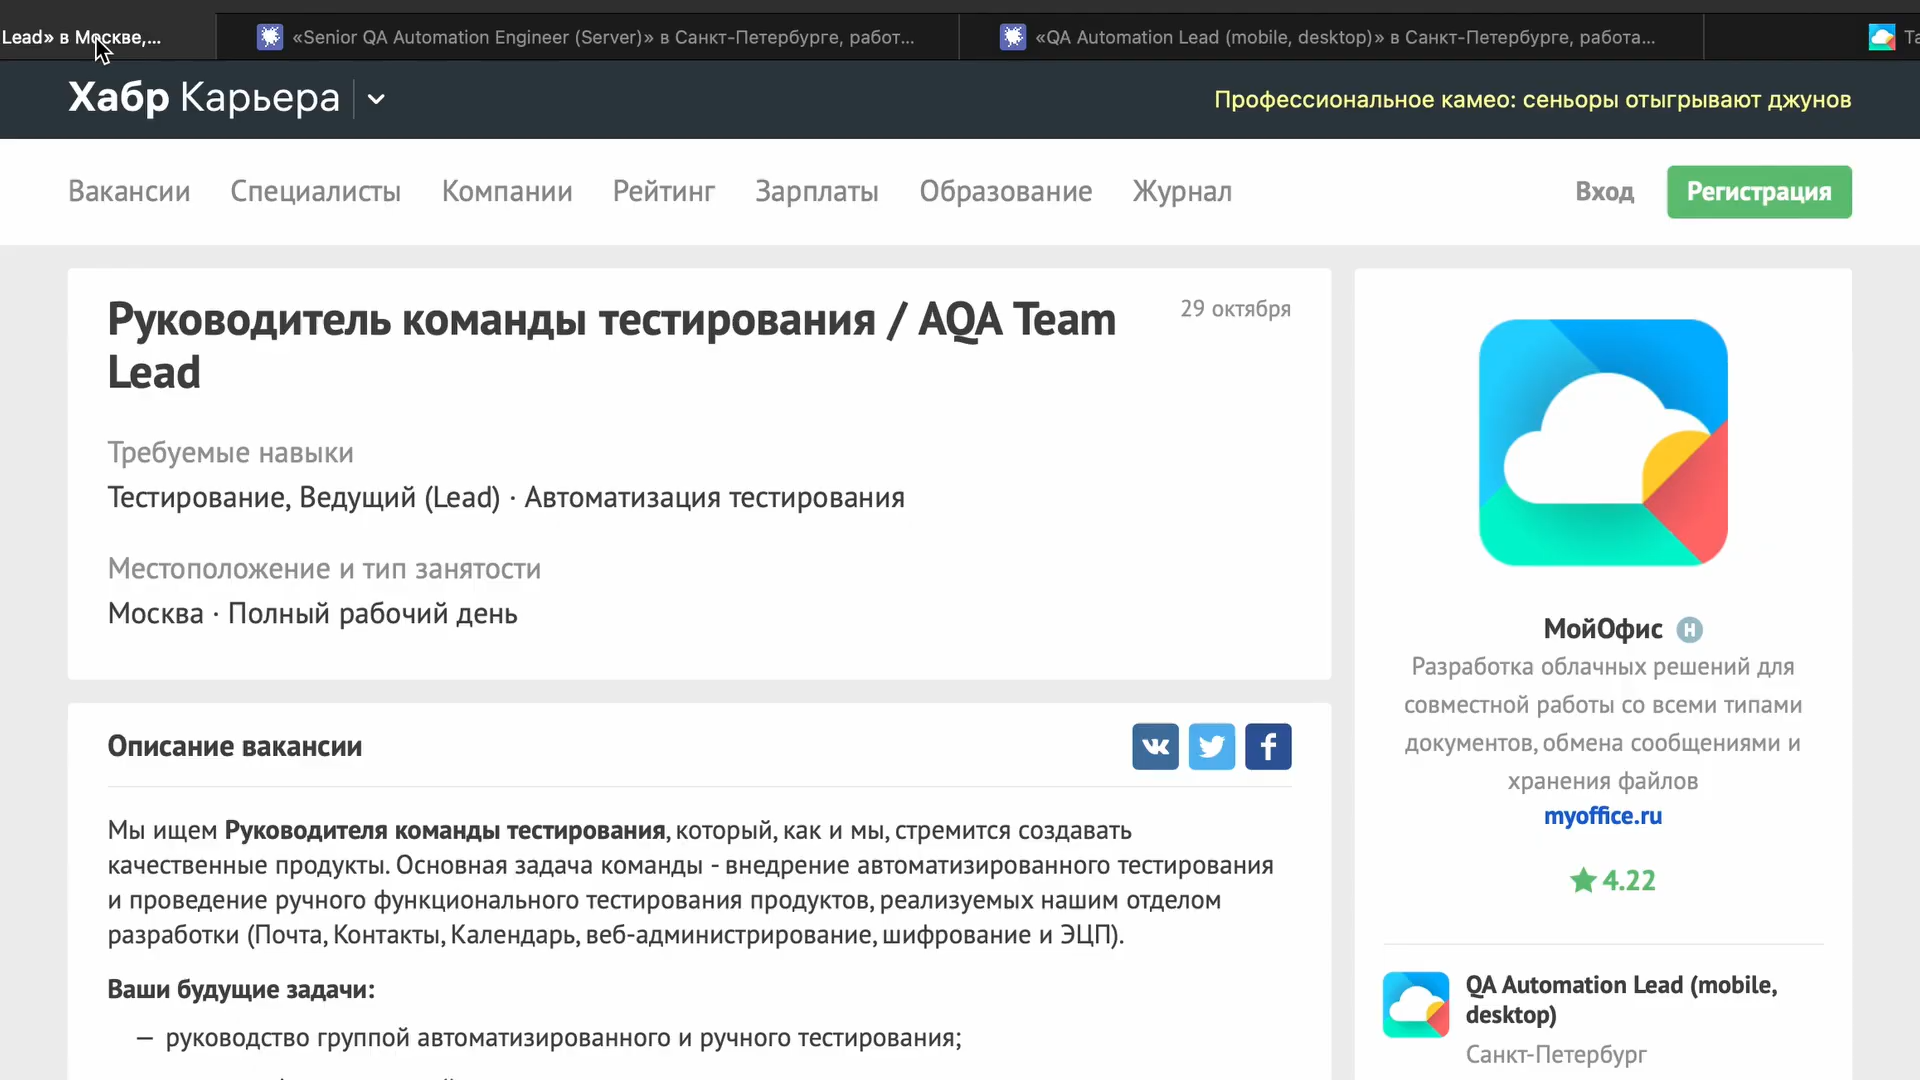 Lead» в Москве,...
«Senior QA Automation Engineer (Server)» в Санкт-Петербурге, работ...
«QA Automation Lead (mobile, desktop)» в Санкт-Петербурге, работа...
Хабр Карьера
Профессиональное камео: сеньоры отыгрывают джунов
Вакансии Специалисты Компании Рейтинг Зарплаты Образование Журнал Вход Регистрация
Руководитель команды тестирования / AQA Team
Lead
29 октября
Требуемые навыки
Тестирование, Ведущий (Lead) · Автоматизация тестирования
Местоположение и тип занятости
Москва · Полный рабочий день
Описание вакансии
Мы ищем Руководителя команды тестирования, который, как и мы, стремится создавать
качественные продукты. Основная задача команды - внедрение автоматизированного тестирования
и проведение ручного функционального тестирования продуктов, реализуемых нашим отделом
разработки (Почта, Контакты, Календарь, веб-администрирование, шифрование и ЭЦП).
Ваши будущие задачи:
— руководство группой автоматизированного и ручного тестирования;
МойОфис H
Разработка облачных решений для
совместной работы со всеми типами
документов, обмена сообщениями и
хранения файлов
myoffice.ru
4.22
QA Automation Lead (mobile,
desktop)
Санкт-Петербург